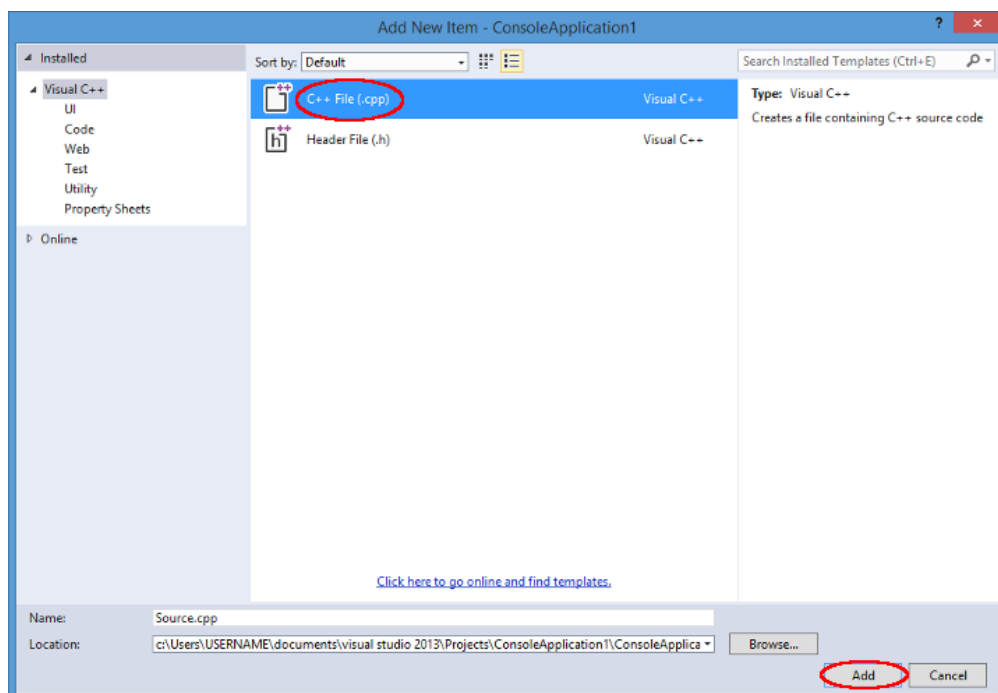 Add New Item - ConsoleApplication1
?
Installed
Sort by: Default
Search Installed Templates (Ctrl+E)
Visual C++
UI
Code
Web
Test
Utility
Property Sheets
Online
++
C++ File (.cpp)
Visual C++
++
h
Header File (.h)
Visual C++
Type: Visual C++
Creates a file containing C++ source code
Click here to go online and find templates.
Name:
Source.cpp
Location:
c:\Users\USERNAME\documents\visual studio 2013\Projects\ConsoleApplication1\ConsoleApplica
Browse...
Add
Cancel